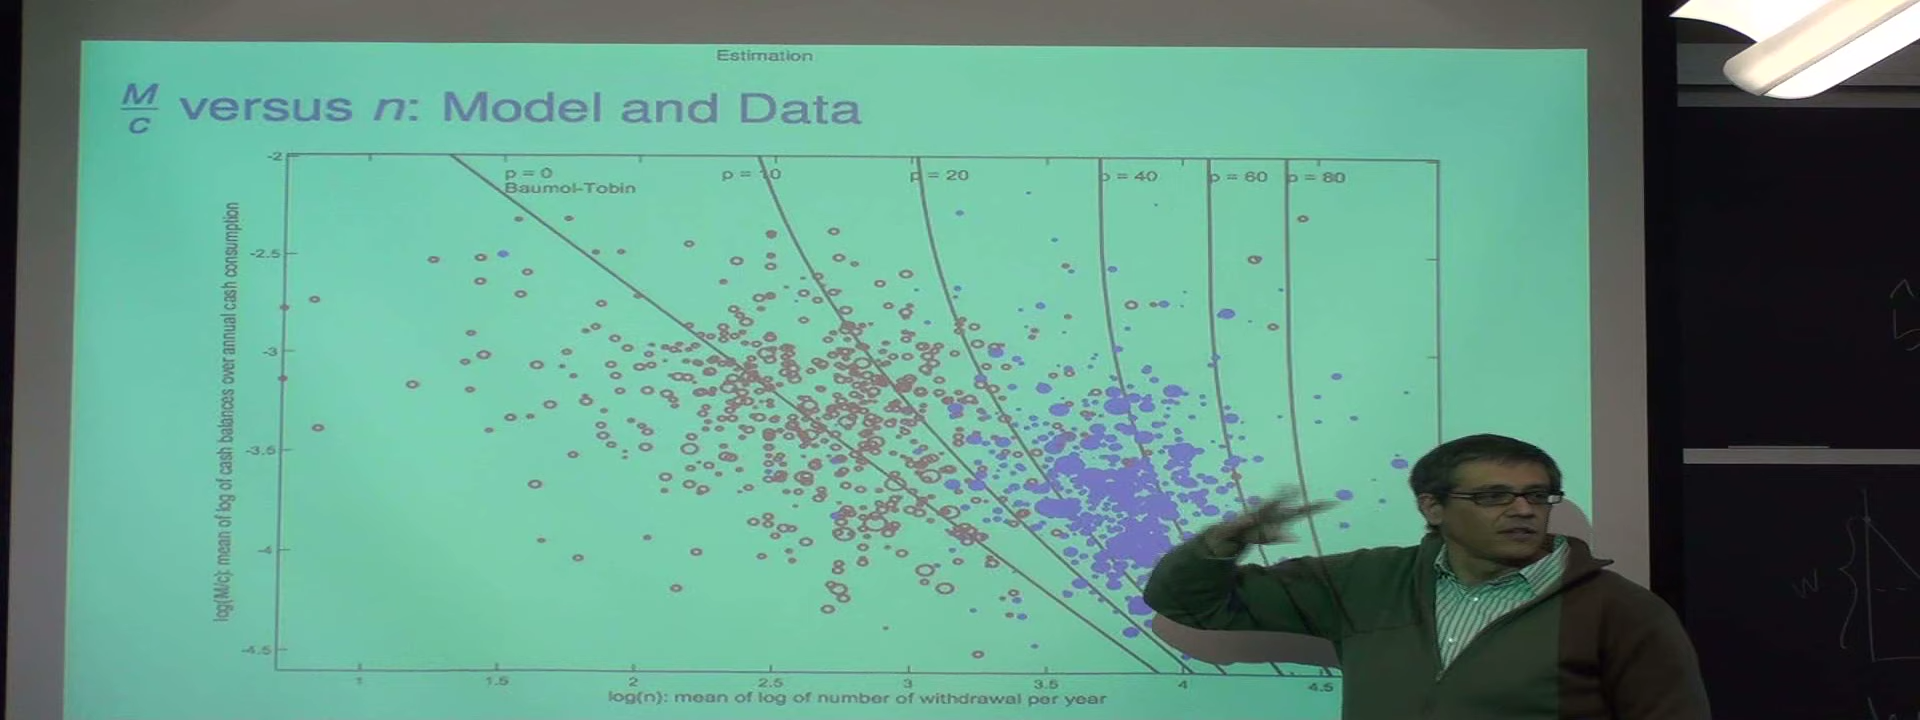 Estimation
M/c versus n: Model and Data
p = 0
Baumol-Tobin
p = 10
p = 20
p = 40
p = 60
p = 80
-2
-2.5
-3
-3.5
-4
-4.5
log(M/c): mean of log of cash balances over annual cash consumption
1
1.5
2
2.5
3
3.5
4
4.5
log(n): mean of log of number of withdrawal per year
W